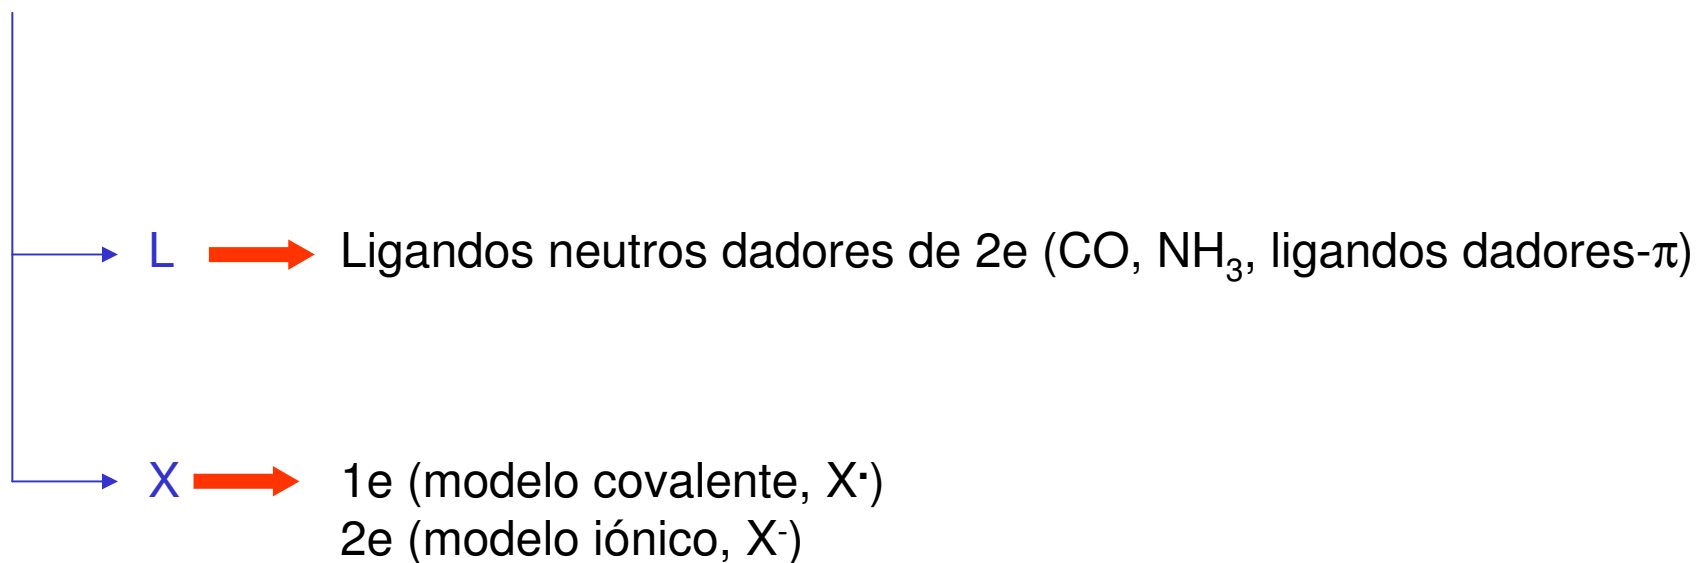 L Ligandos neutros dadores de 2e (CO, NH₃, ligandos dadores-π)
X 1e (modelo covalente, X·)
2e (modelo iónico, X⁻)